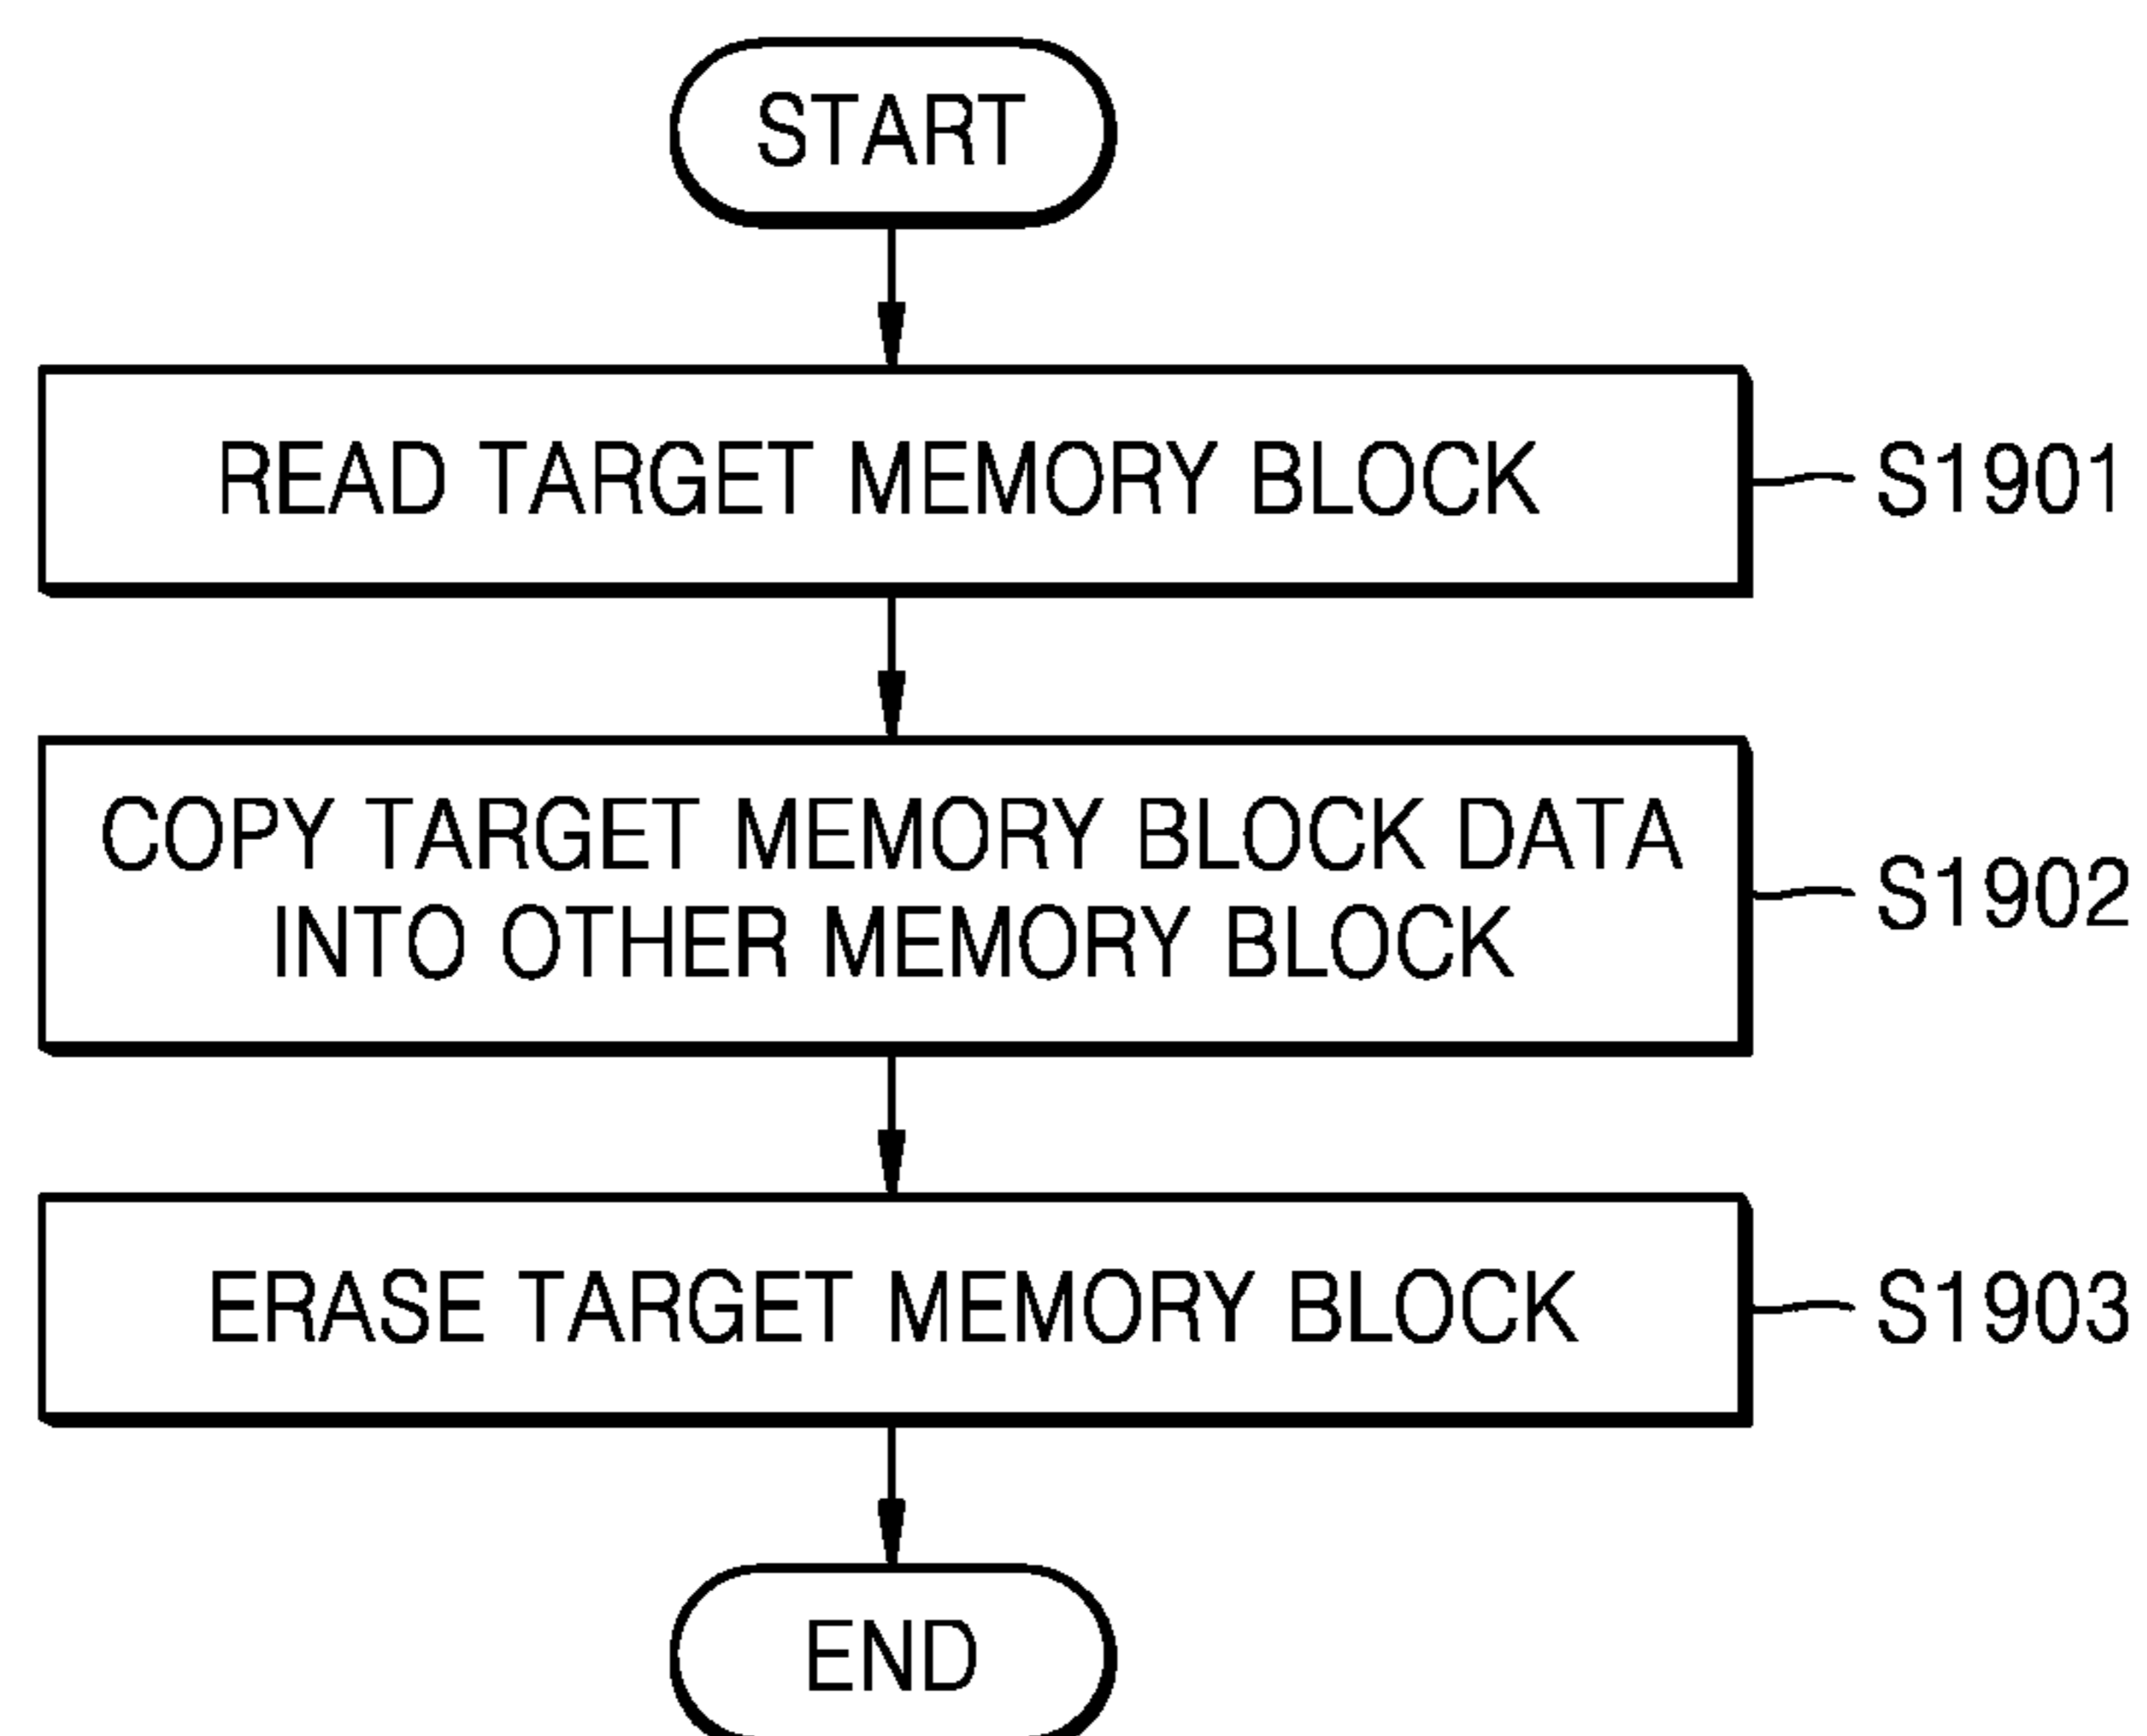 START
READ TARGET MEMORY BLOCK
S1901
COPY TARGET MEMORY BLOCK DATA
INTO OTHER MEMORY BLOCK
S1902
ERASE TARGET MEMORY BLOCK
S1903
END